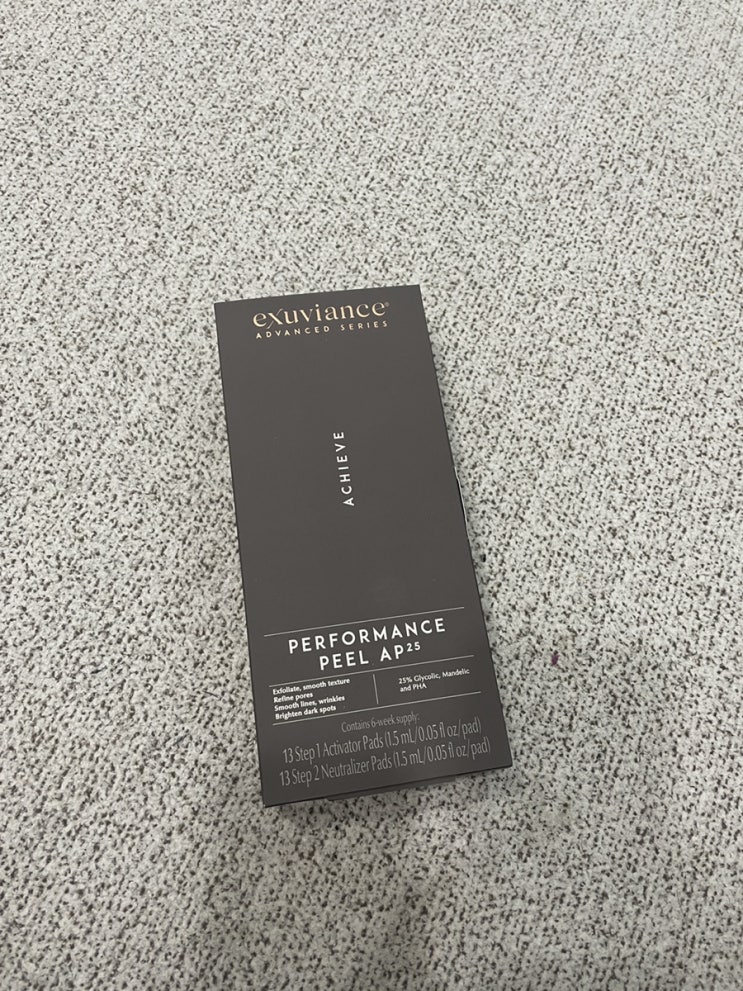 exuviance®
ADVANCED SERIES
ACHIEVE
PERFORMANCE
PEEL AP25
Exfoliate, smooth texture
Refine pores
Smooth lines, wrinkles
Brighten dark spots
25% Glycolic, Mandelic
and PHA
Contains 6-week supply:
13 Step 1 Activator Pads (1.5 mL/0.05 fl oz/pad)
13 Step 2 Neutralizer Pads (1.5 mL/0.05 fl oz/pad)